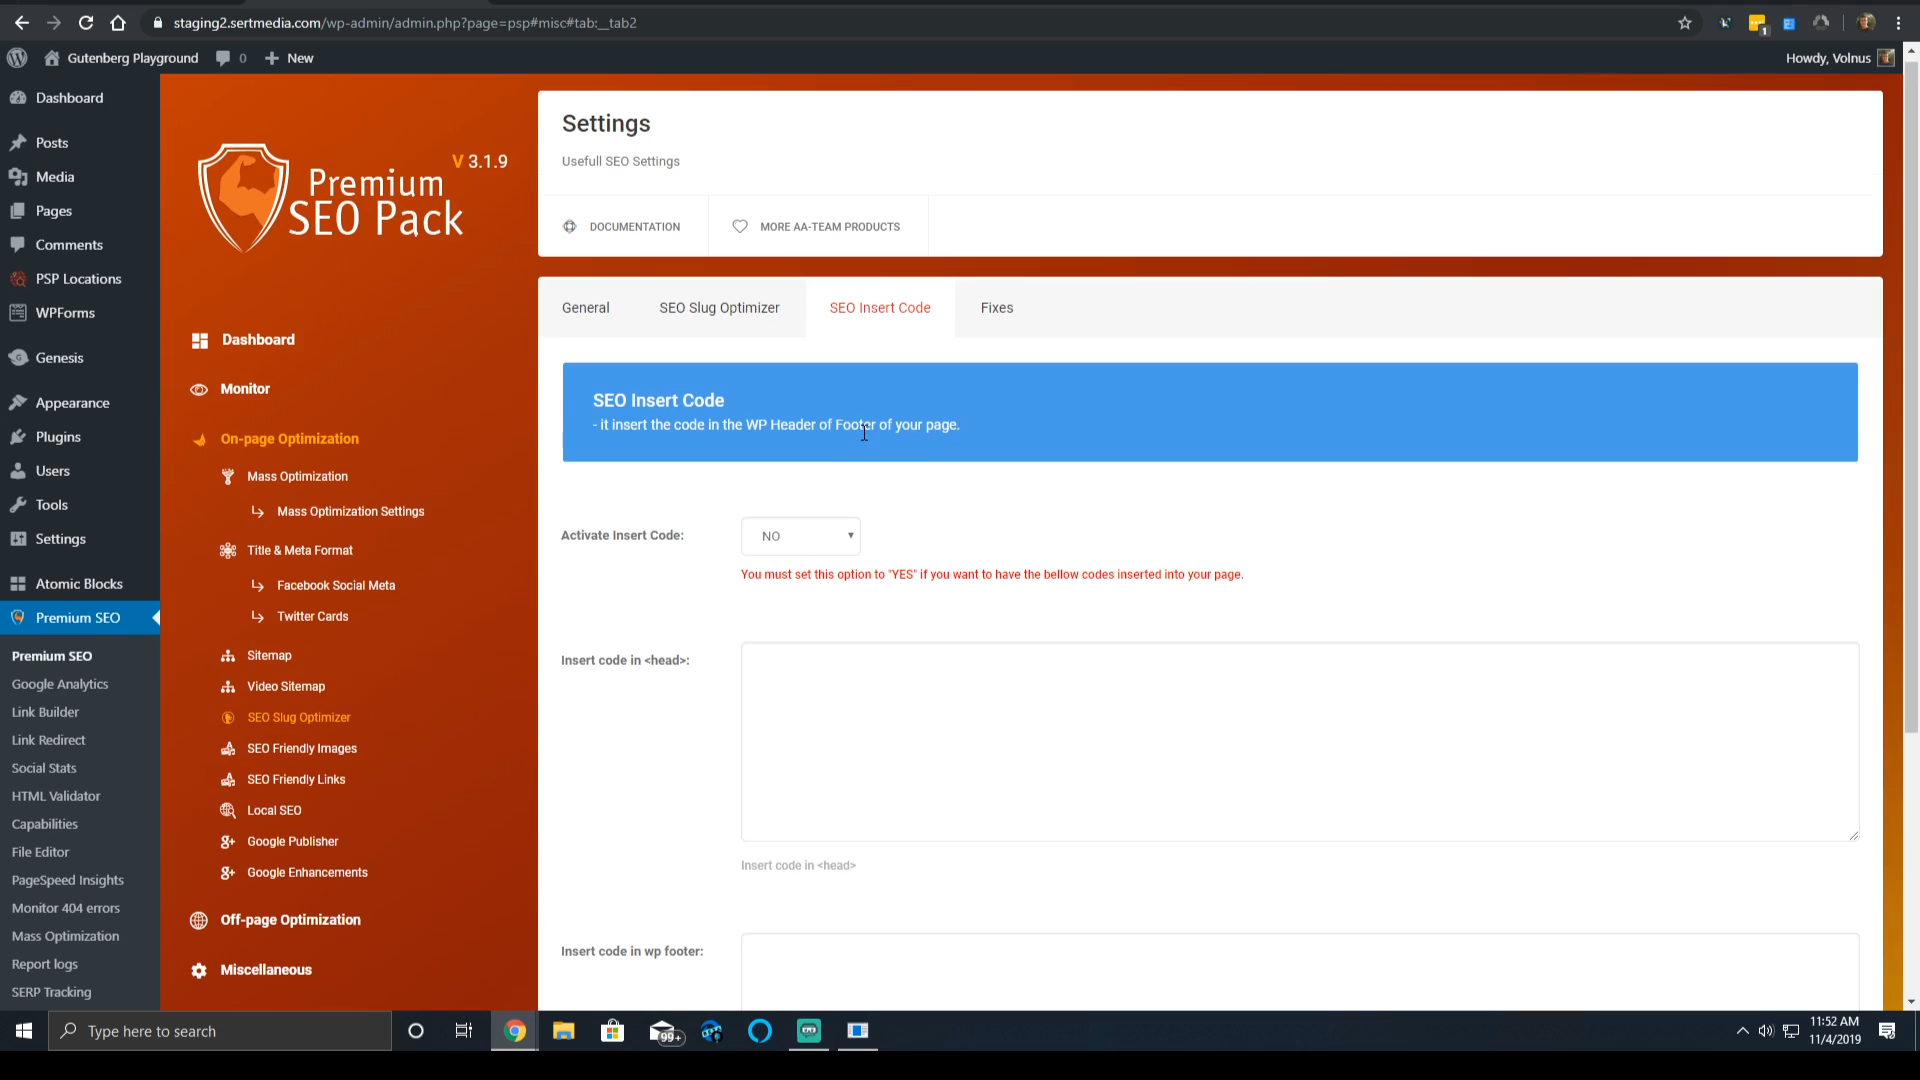 staging2.sertmedia.com/wp-admin/admin.php?page=psp#misc#tab:__tab2
1
Gutenberg Playground
0
New
Howdy, Volnus
Dashboard
Posts
Media
Pages
Comments
PSP Locations
WPForms
Genesis
Appearance
Plugins
Users
Tools
Settings
Atomic Blocks
Premium SEO
Premium SEO
Google Analytics
Link Builder
Link Redirect
Social Stats
HTML Validator
Capabilities
File Editor
PageSpeed Insights
Monitor 404 errors
Mass Optimization
Report logs
SERP Tracking
V 3.1.9
Premium
SEO Pack
Dashboard
Monitor
On-page Optimization
Mass Optimization
Mass Optimization Settings
Title & Meta Format
Facebook Social Meta
Twitter Cards
Sitemap
Video Sitemap
SEO Slug Optimizer
SEO Friendly Images
SEO Friendly Links
Local SEO
Google Publisher
Google Enhancements
Off-page Optimization
Miscellaneous
Settings
Usefull SEO Settings
DOCUMENTATION
MORE AA-TEAM PRODUCTS
General
SEO Slug Optimizer
SEO Insert Code
Fixes
SEO Insert Code
- it insert the code in the WP Header of Footer of your page.
Activate Insert Code:
NO
You must set this option to "YES" if you want to have the bellow codes inserted into your page.
Insert code in <head>:
Insert code in <head>
Insert code in wp footer:
Type here to search
99+
11:52 AM
11/4/2019